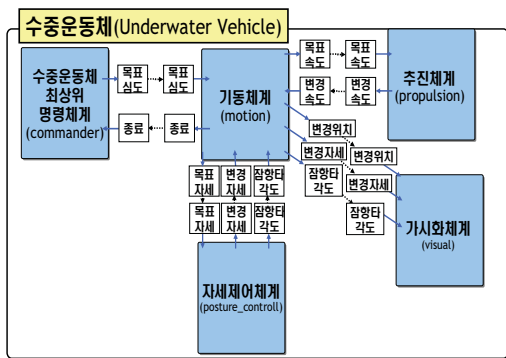 수중운동체(Underwater Vehicle)
수중운동체
최상위
명령체계
(commander)
목표
심도
목표
심도
종료
종료
기동체계
(motion)
목표
속도
목표
속도
변경
속도
변경
속도
추진체계
(propulsion)
변경위치
변경위치
변경자세
변경자세
잠항타
각도
잠항타
각도
가시화체계
(visual)
목표
자세
변경
자세
잠항타
각도
목표
자세
변경
자세
잠항타
각도
자세제어체계
(posture_controll)